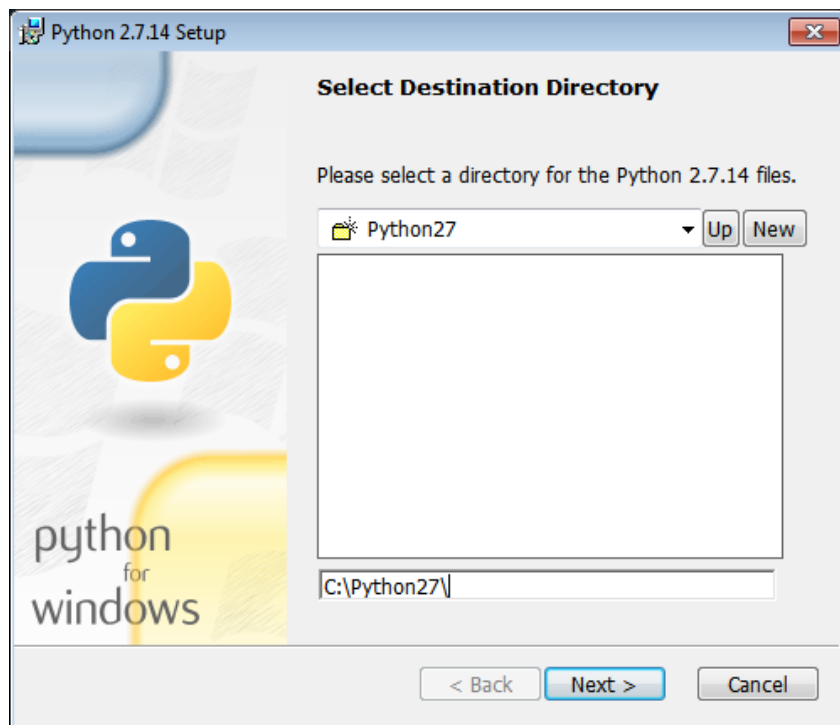 Python 2.7.14 Setup
Select Destination Directory
Please select a directory for the Python 2.7.14 files.
Python27
Up
New
C:\Python27\
python
for
windows
< Back
Next >
Cancel